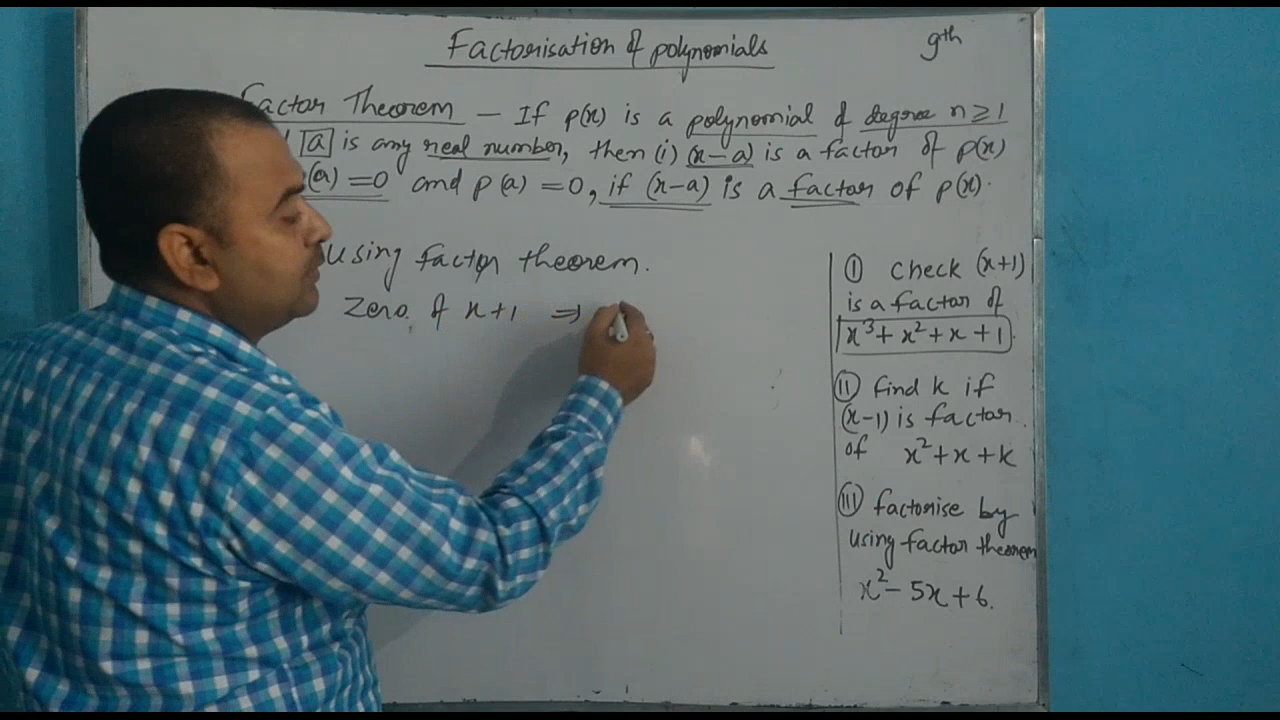 Factorisation of polynomials
9th
Factor Theorem — If p(x) is a polynomial of degree n ≥ 1
a is any real number, then (i) (x-a) is a factor of p(x)
(a) = 0 and p(a) = 0, if (x-a) is a factor of p(x).
Using factor theorem.
Zero of x+1 ⇒
(I) Check (x+1)
is a factor of
x³ + x² + x + 1
(II) find k if
(x-1) is factor
of x² + x + k
(III) factorise by
using factor theorem
x² - 5x + 6.